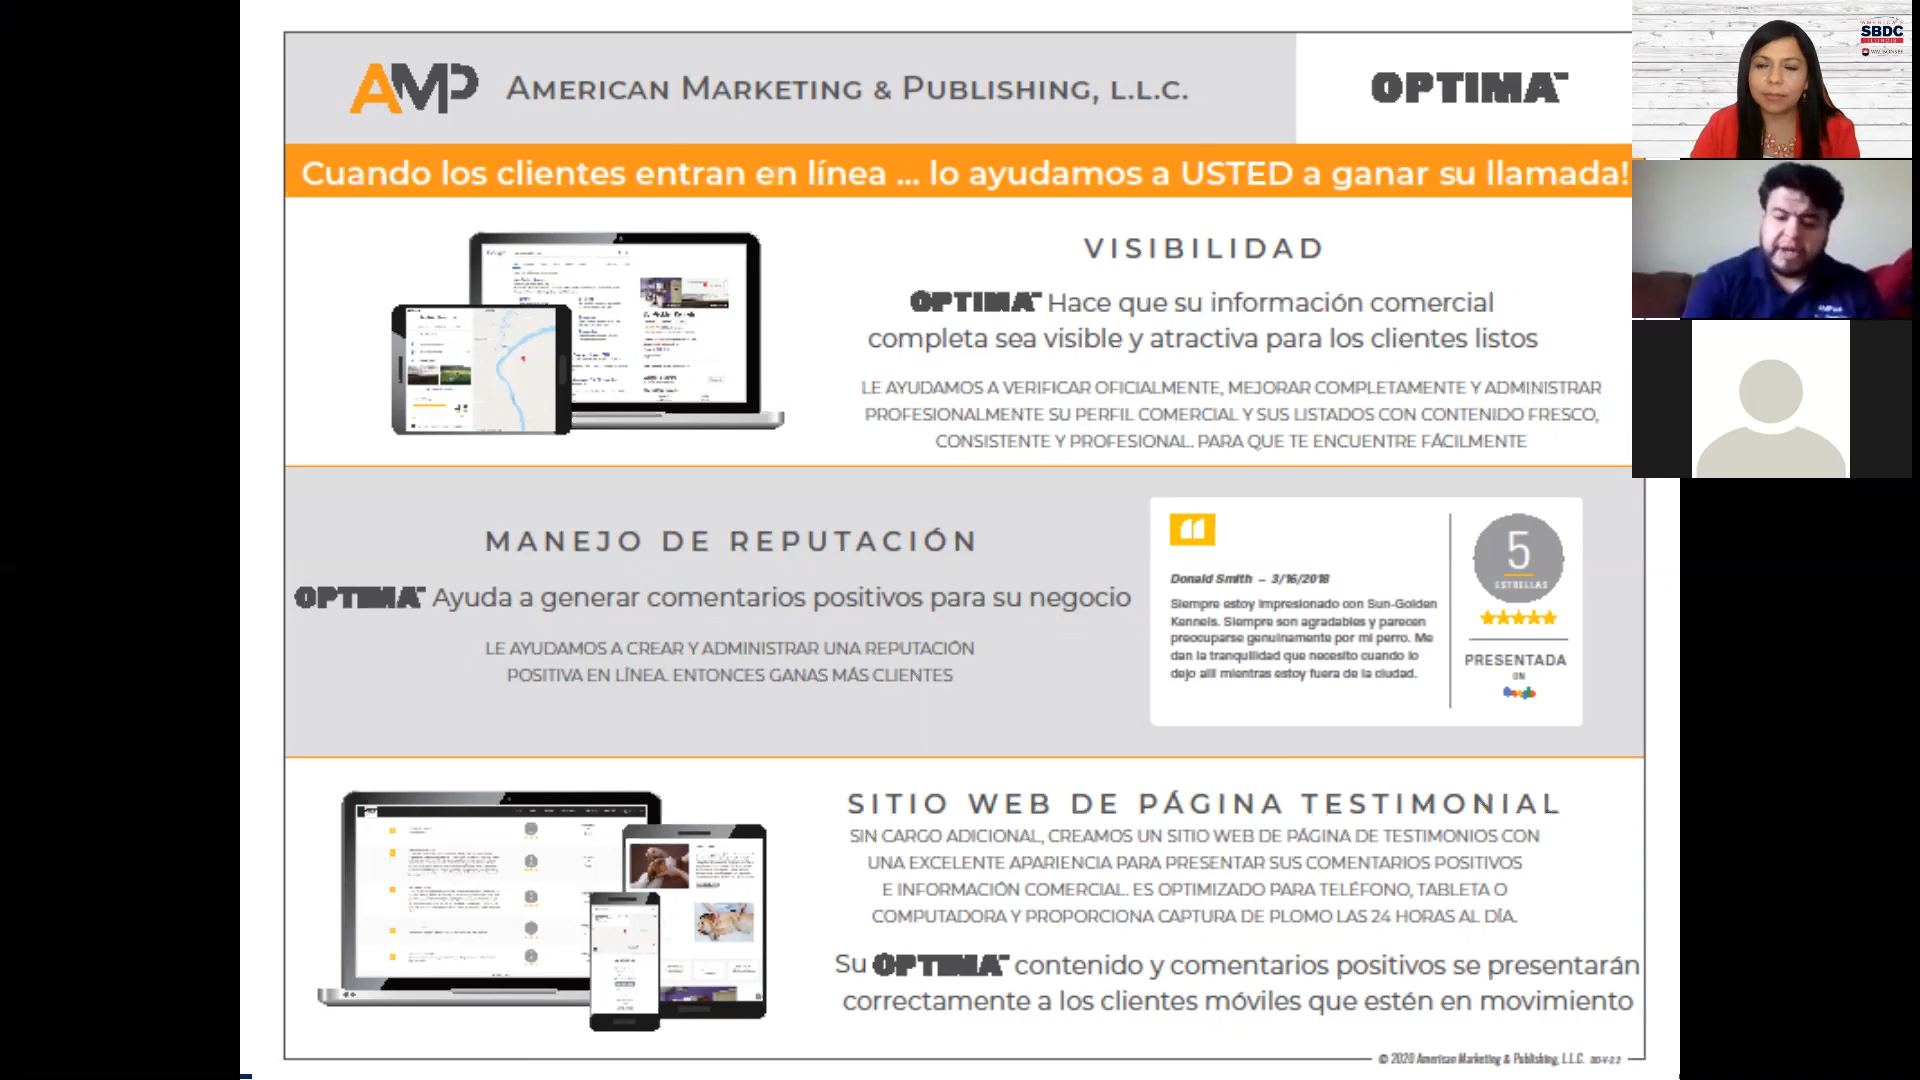 AMP AMERICAN MARKETING & PUBLISHING, L.L.C.
OPTIMA™
AMERICA'S
SBDC
ILLINOIS
WAUBONSEE
Cuando los clientes entran en línea ... lo ayudamos a USTED a ganar su llamada!
VISIBILIDAD
OPTIMA™ Hace que su información comercial
completa sea visible y atractiva para los clientes listos
LE AYUDAMOS A VERIFICAR OFICIALMENTE, MEJORAR COMPLETAMENTE Y ADMINISTRAR
PROFESIONALMENTE SU PERFIL COMERCIAL Y SUS LISTADOS CON CONTENIDO FRESCO,
CONSISTENTE Y PROFESIONAL. PARA QUE TE ENCUENTRE FÁCILMENTE
MANEJO DE REPUTACIÓN
OPTIMA™ Ayuda a generar comentarios positivos para su negocio
LE AYUDAMOS A CREAR Y ADMINISTRAR UNA REPUTACIÓN
POSITIVA EN LÍNEA. ENTONCES GANAS MÁS CLIENTES
Donald Smith – 3/16/2018
Siempre estoy impresionado con Sun-Golden
Kennels. Siempre son agradables y parecen
preocuparse genuinamente por mi perro. Me
dan la tranquilidad que necesito cuando lo
dejo allí mientras estoy fuera de la ciudad.
5
ESTRELLAS
PRESENTADA
ON
Google
SITIO WEB DE PÁGINA TESTIMONIAL
SIN CARGO ADICIONAL, CREAMOS UN SITIO WEB DE PÁGINA DE TESTIMONIOS CON
UNA EXCELENTE APARIENCIA PARA PRESENTAR SUS COMENTARIOS POSITIVOS
E INFORMACIÓN COMERCIAL. ES OPTIMIZADO PARA TELÉFONO, TABLETA O
COMPUTADORA Y PROPORCIONA CAPTURA DE PLOMO LAS 24 HORAS AL DÍA.
Su OPTIMA™ contenido y comentarios positivos se presentarán
correctamente a los clientes móviles que estén en movimiento
© 2020 American Marketing & Publishing, L.L.C.